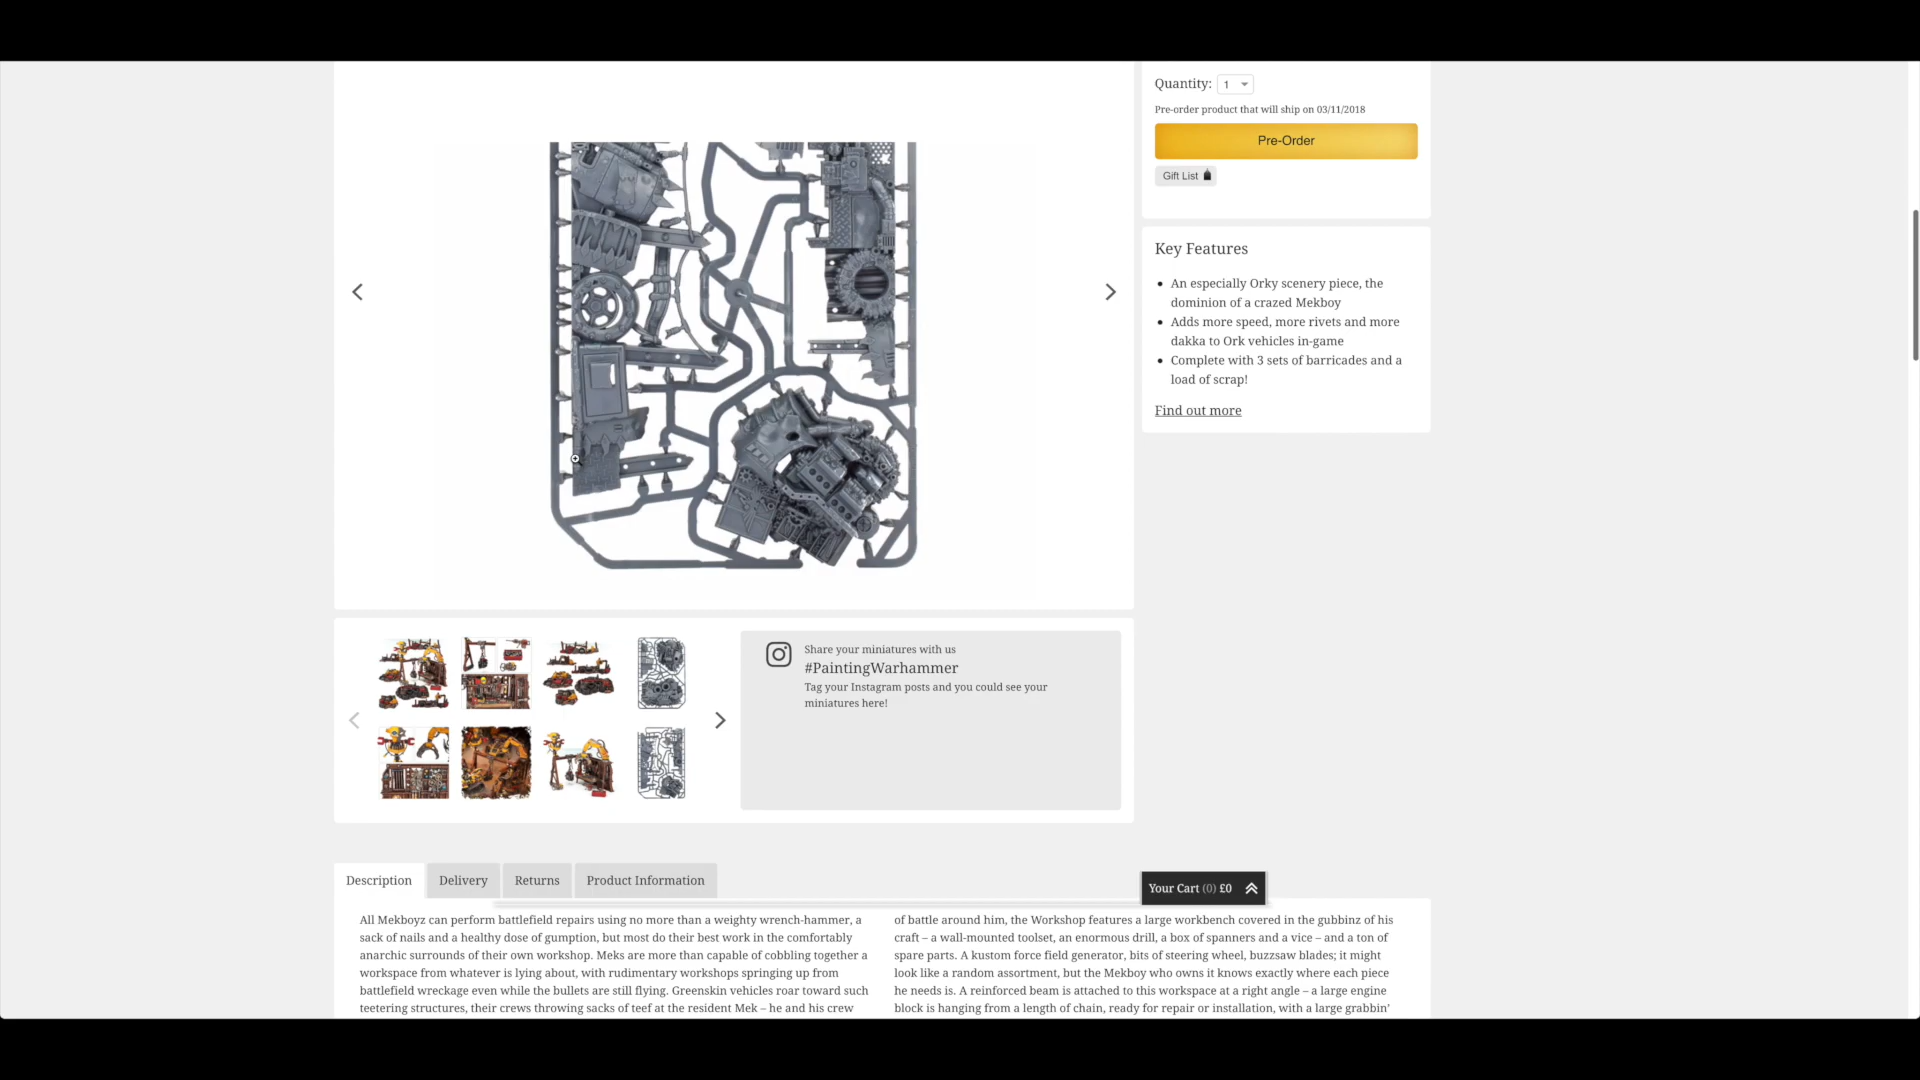 Quantity: 1
Pre-order product that will ship on 03/11/2018
Pre-Order
Gift List
Key Features
An especially Orky scenery piece, the
dominion of a crazed Mekboy
Adds more speed, more rivets and more
dakka to Ork vehicles in-game
Complete with 3 sets of barricades and a
load of scrap!
Find out more
Share your miniatures with us
#PaintingWarhammer
Tag your Instagram posts and you could see your
miniatures here!
Description Delivery Returns Product Information
Your Cart (0) £0
All Mekboyz can perform battlefield repairs using no more than a weighty wrench-hammer, a
sack of nails and a healthy dose of gumption, but most do their best work in the comfortably
anarchic surrounds of their own workshop. Meks are more than capable of cobbling together a
workspace from whatever is lying about, with rudimentary workshops springing up from
battlefield wreckage even while the bullets are still flying. Greenskin vehicles roar toward such
teetering structures, their crews throwing sacks of teef at the resident Mek – he and his crew
of battle around him, the Workshop features a large workbench covered in the gubbinz of his
craft – a wall-mounted toolset, an enormous drill, a box of spanners and a vice – and a ton of
spare parts. A kustom force field generator, bits of steering wheel, buzzsaw blades; it might
look like a random assortment, but the Mekboy who owns it knows exactly where each piece
he needs is. A reinforced beam is attached to this workspace at a right angle – a large engine
block is hanging from a length of chain, ready for repair or installation, with a large grabbin'